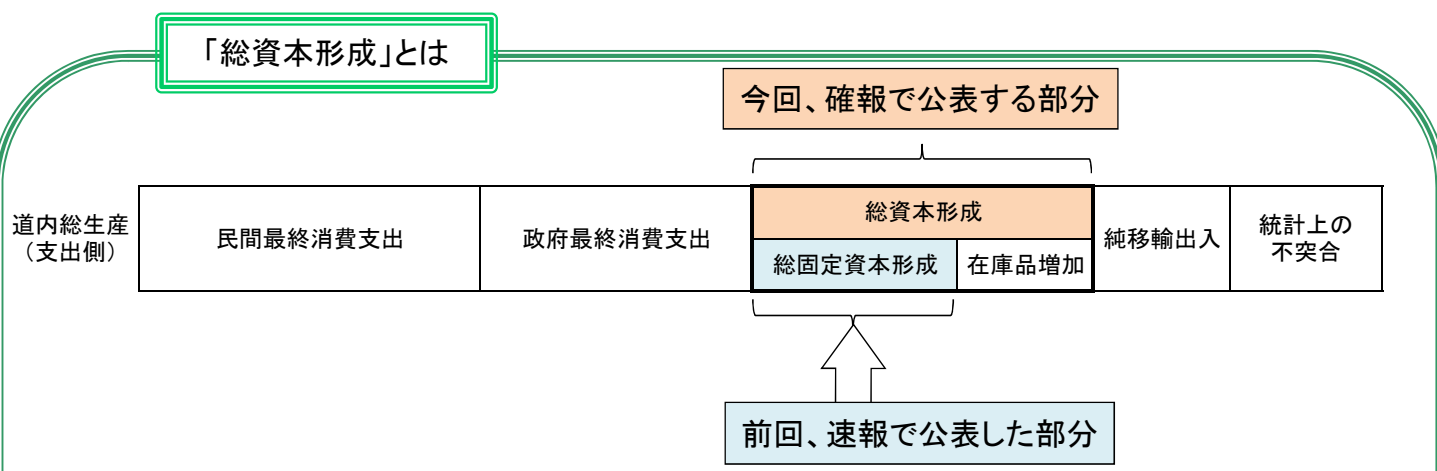 「総資本形成」とは
今回、確報で公表する部分
道内総生産
（支出側）
民間最終消費支出
政府最終消費支出
総資本形成
総固定資本形成
在庫品増加
純移輸出入
統計上の
不突合
前回、速報で公表した部分